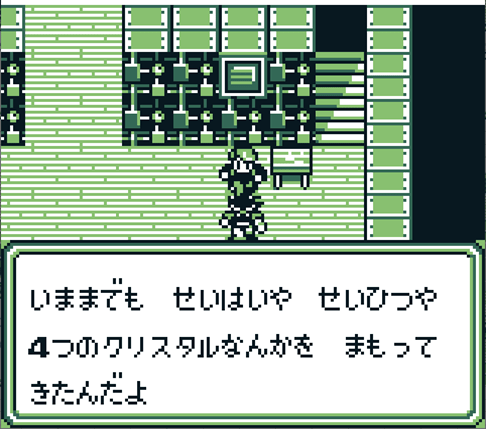 いままでも　せいはいや　せいひつや
4つのクリスタルなんかを　まもって
きたんだよ